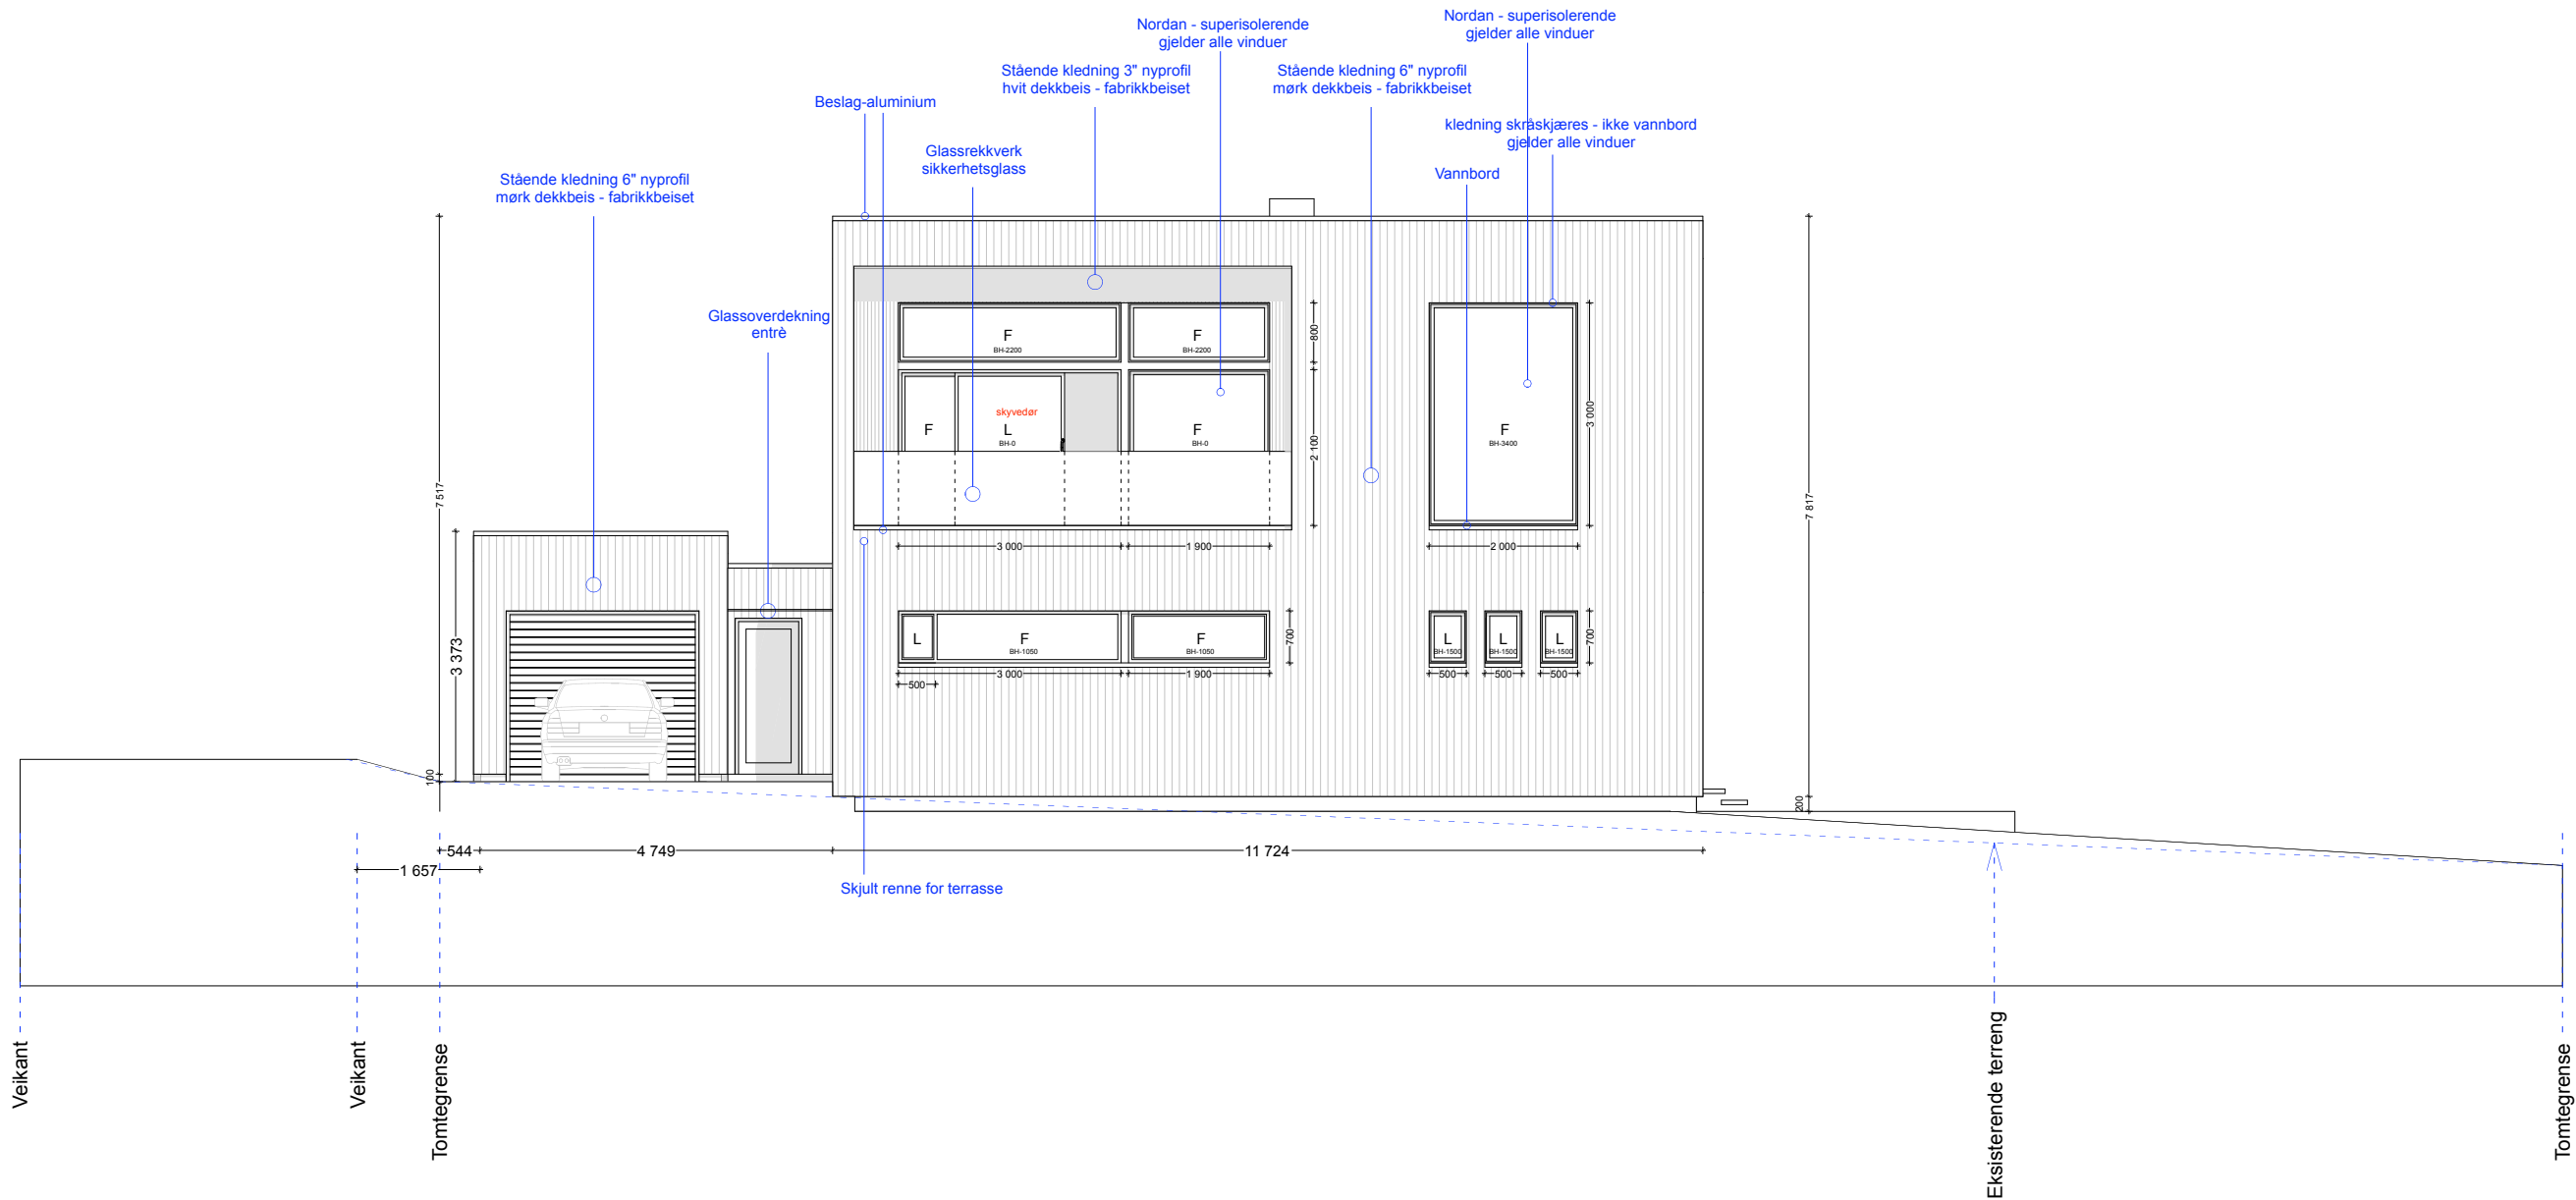 Nordan - superisolerende
gjelder alle vinduer
Nordan - superisolerende
gjelder alle vinduer
Stående kledning 3" nyprofil
hvit dekkbeis - fabrikkbeiset
Stående kledning 6" nyprofil
mørk dekkbeis - fabrikkbeiset
Beslag-aluminium
kledning skråskjæres - ikke vannbord
gjelder alle vinduer
Glassrekkverk
sikkerhetsglass
Vannbord
Stående kledning 6" nyprofil
mørk dekkbeis - fabrikkbeiset
Glassoverdekning
entrè
F
BH-2200
F
BH-2200
800
skyvedør
F
L
BH-0
F
BH-0
2 100
F
BH-3400
3 000
7 517
7 817
3 000
1 900
2 000
L
F
BH-1050
F
BH-1050
700
L
BH-1500
L
BH-1500
L
BH-1500
700
3 000
1 900
500
500
500
500
3 373
100
200
544
4 749
11 724
1 657
Skjult renne for terrasse
Veikant
Veikant
Tomtegrense
Eksisterende terreng
Tomtegrense